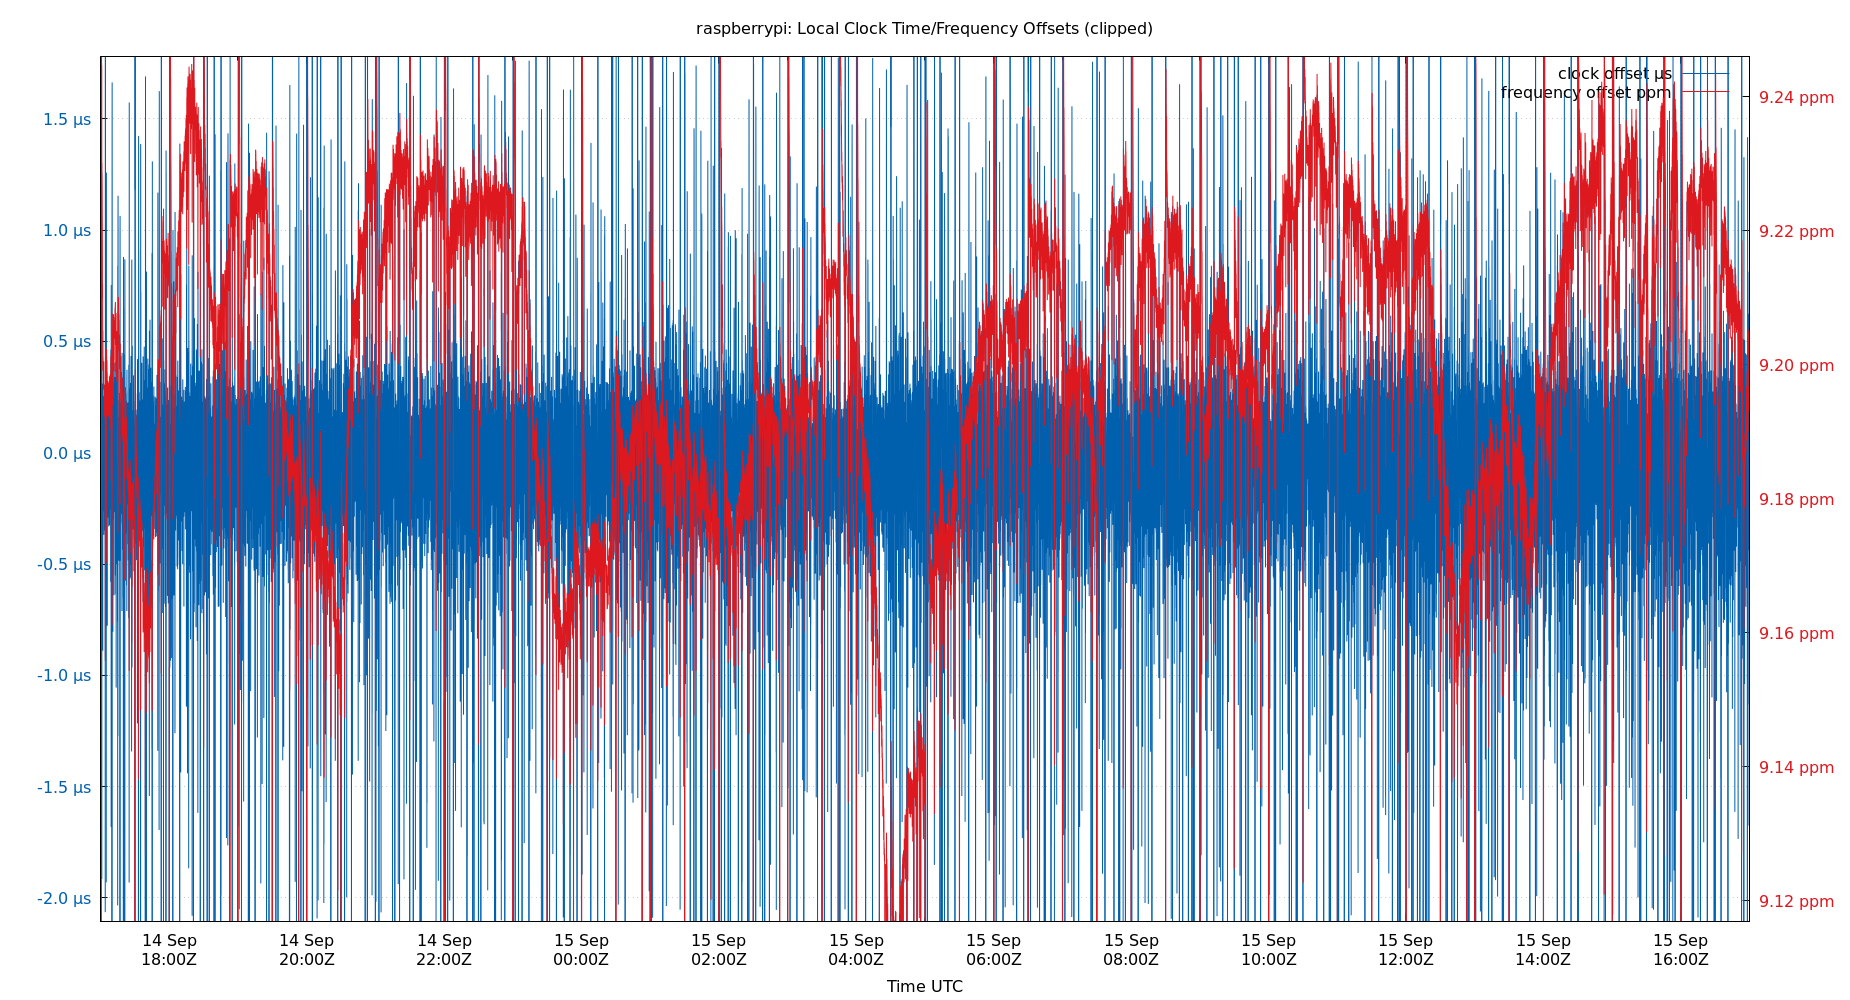 raspberrypi: Local Clock Time/Frequency Offsets (clipped)
clock offset µs
frequency offset ppm
1.5 µs
1.0 µs
0.5 µs
0.0 µs
-0.5 µs
-1.0 µs
-1.5 µs
-2.0 µs
9.24 ppm
9.22 ppm
9.20 ppm
9.18 ppm
9.16 ppm
9.14 ppm
9.12 ppm
14 Sep
18:00Z
14 Sep
20:00Z
14 Sep
22:00Z
15 Sep
00:00Z
15 Sep
02:00Z
15 Sep
04:00Z
15 Sep
06:00Z
15 Sep
08:00Z
15 Sep
10:00Z
15 Sep
12:00Z
15 Sep
14:00Z
15 Sep
16:00Z
Time UTC